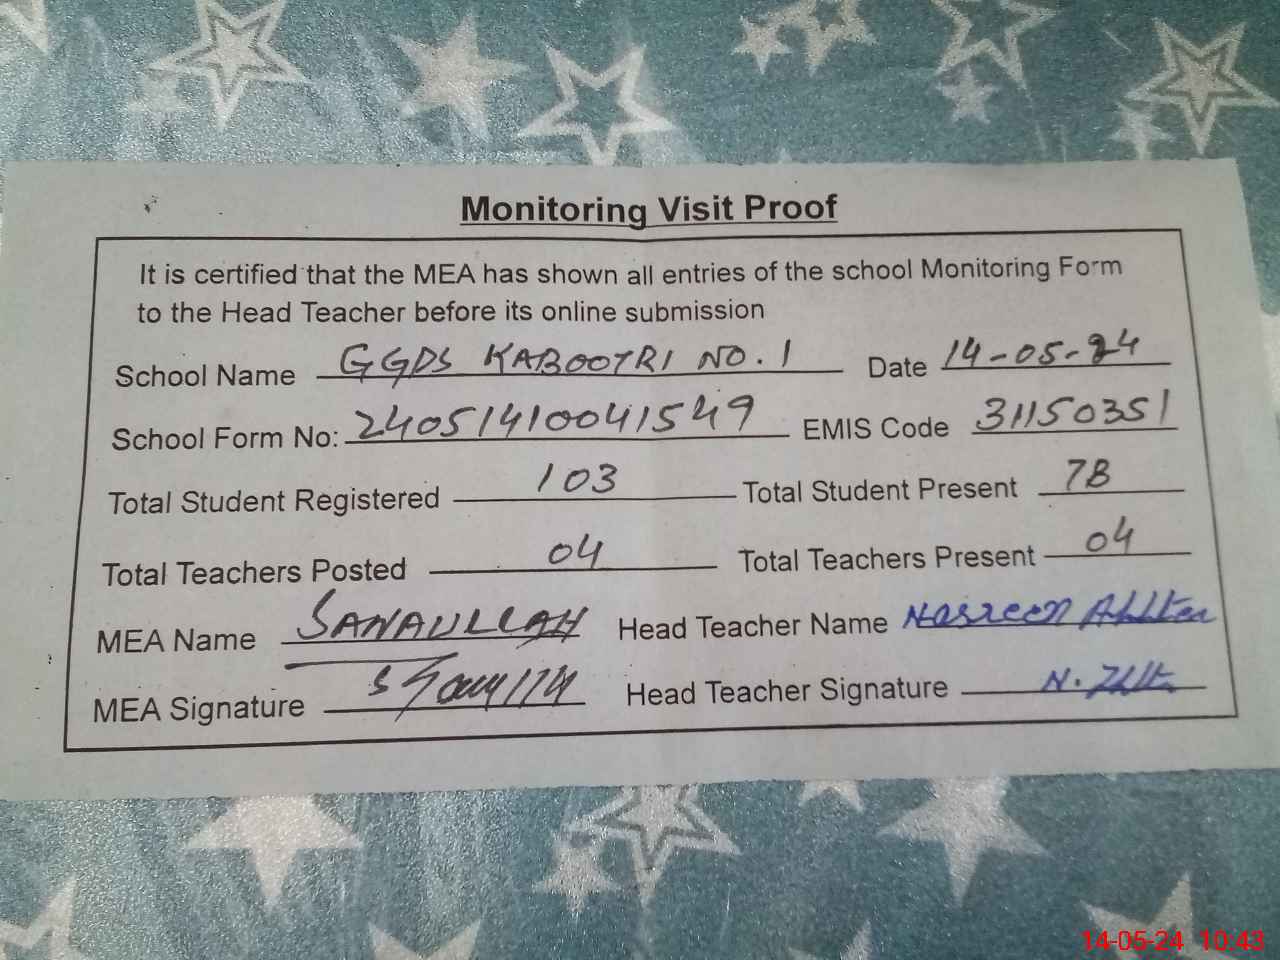 Monitoring Visit Proof
It is certified that the MEA has shown all entries of the school Monitoring Form
to the Head Teacher before its online submission
School Name GGPS KABOOTRI NO. 1 Date 14-05-24
School Form No: 24051410041549 EMIS Code 31150351
Total Student Registered 103 Total Student Present 78
Total Teachers Posted 04 Total Teachers Present 04
MEA Name SANAULLAH Head Teacher Name Nasreen Akhter
MEA Signature Head Teacher Signature
14-05-24 10:43